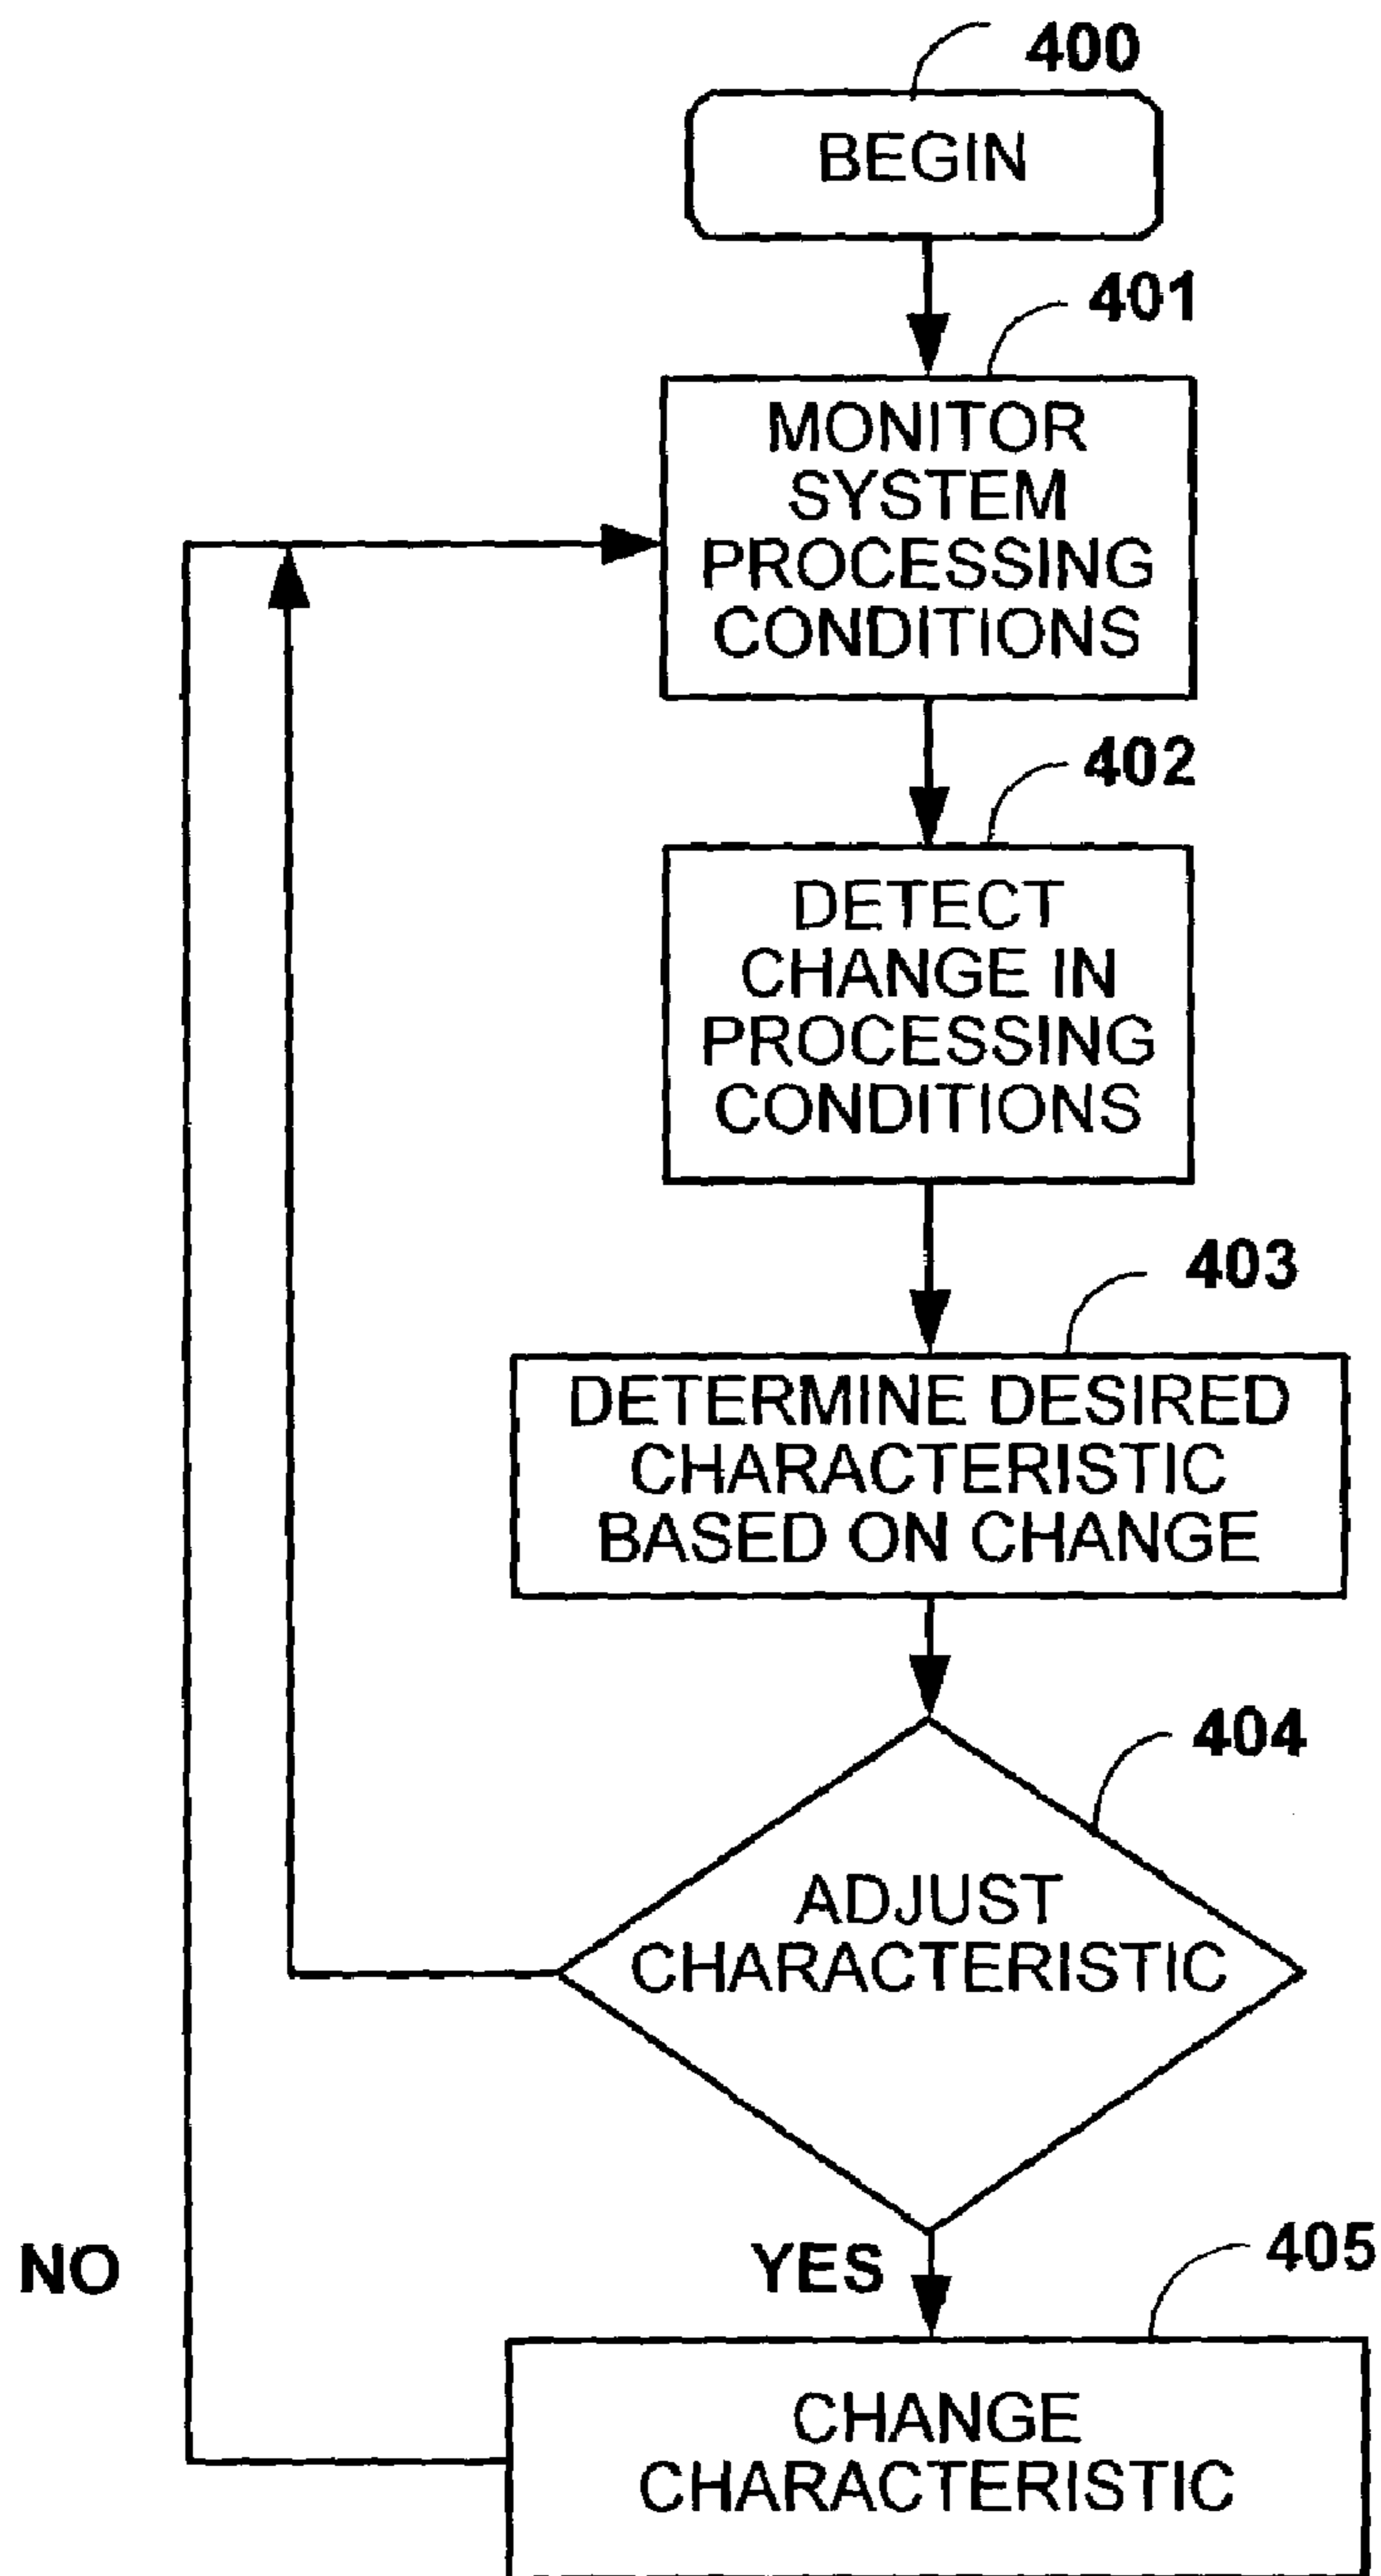 400
BEGIN
401
MONITOR
SYSTEM
PROCESSING
CONDITIONS
402
DETECT
CHANGE IN
PROCESSING
CONDITIONS
403
DETERMINE DESIRED
CHARACTERISTIC
BASED ON CHANGE
404
ADJUST
CHARACTERISTIC
NO
YES
405
CHANGE
CHARACTERISTIC